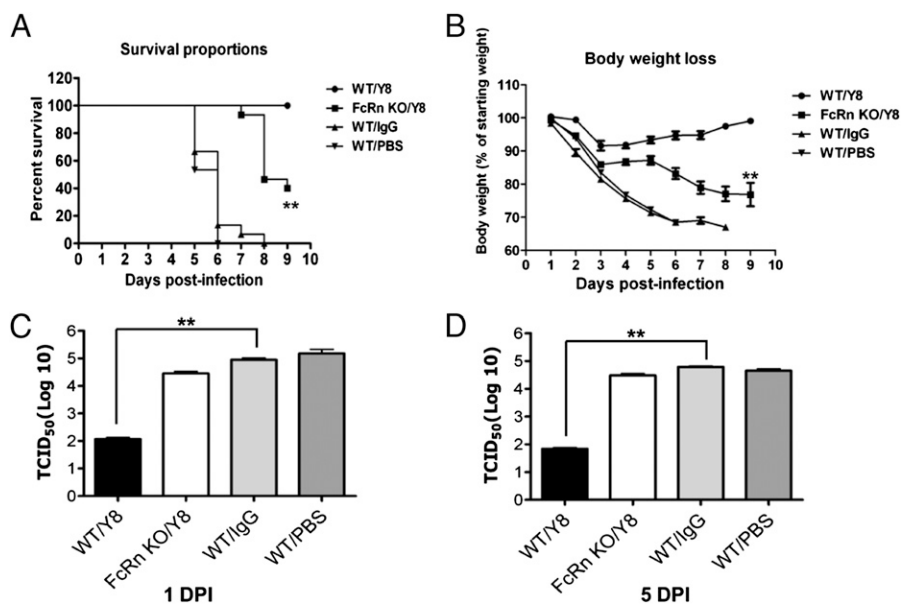 A
Survival proportions
Percent survival
120
100
80
60
40
20
0
0 1 2 3 4 5 6 7 8 9 10
Days post-infection
WT/Y8
FcRn KO/Y8
WT/IgG
WT/PBS
**
B
Body weight loss
Body weight (% of starting weight)
110
100
90
80
70
60
0 1 2 3 4 5 6 7 8 9 10
Days post-infection
WT/Y8
FcRn KO/Y8
WT/IgG
WT/PBS
**
C
**
TCID50(Log 10)
6
5
4
3
2
1
0
WT/Y8
FcRn KO/Y8
WT/IgG
WT/PBS
1 DPI
D
**
TCID50(Log 10)
6
5
4
3
2
1
0
WT/Y8
FcRn KO/Y8
WT/IgG
WT/PBS
5 DPI